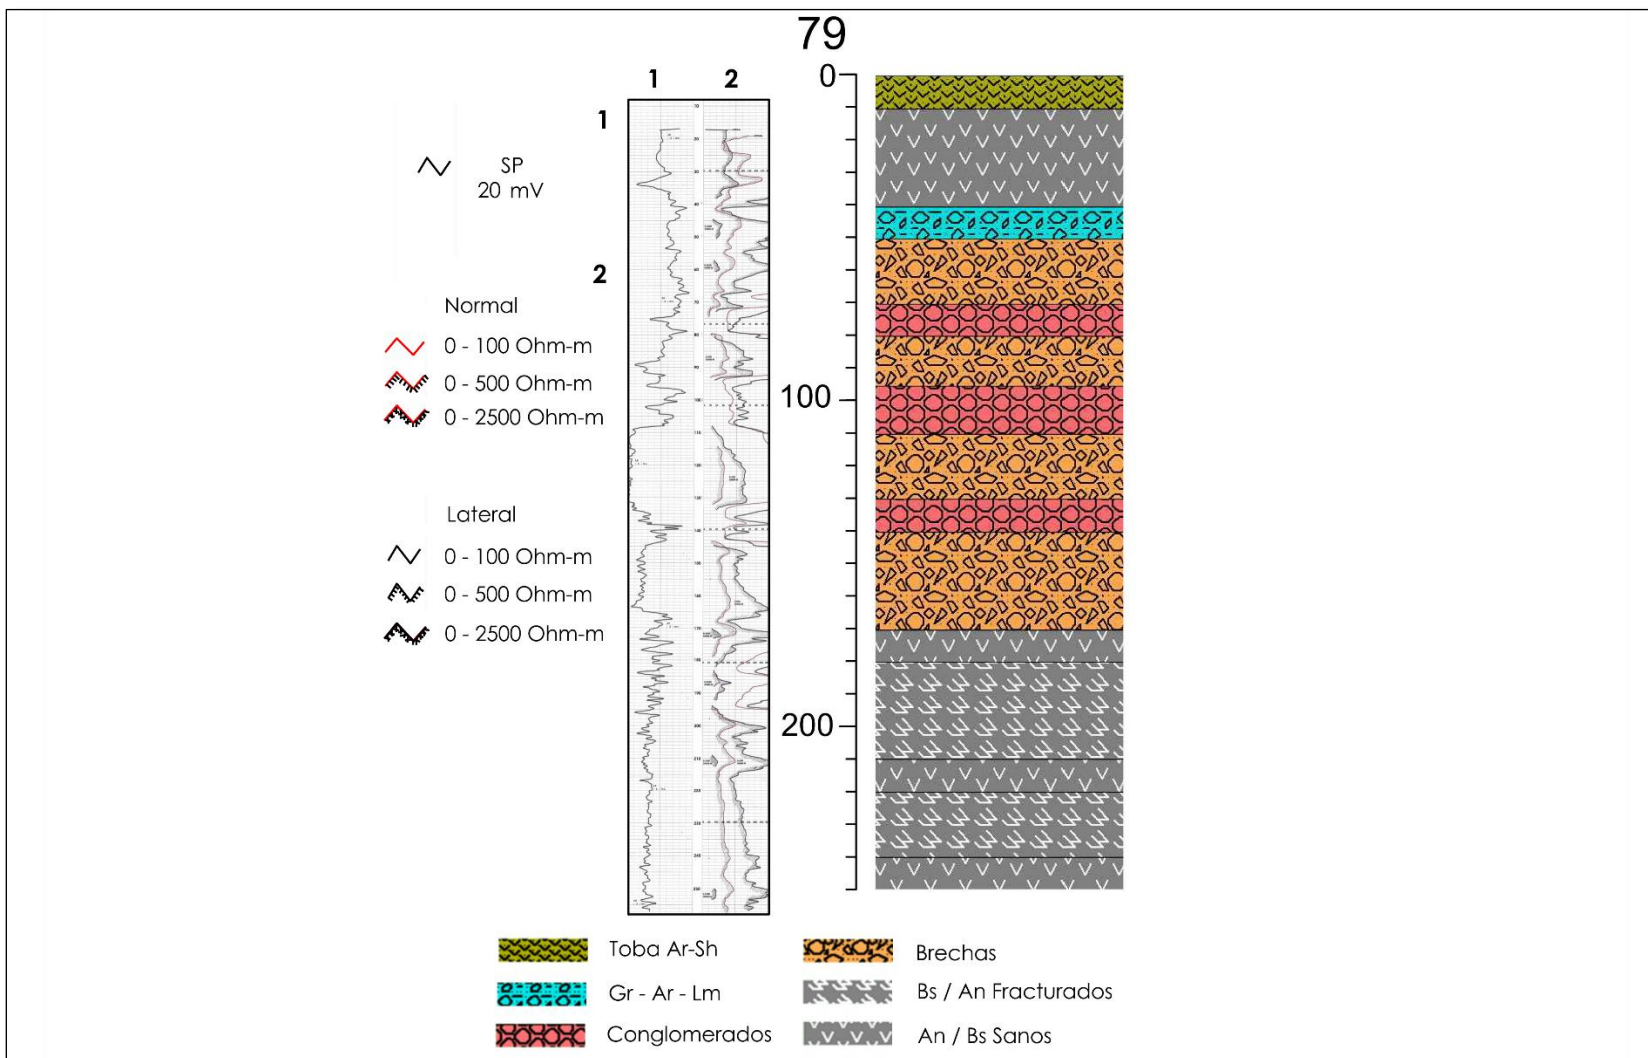 79
1 2
1
SP
20 mV
2
Normal
0 - 100 Ohm-m
0 - 500 Ohm-m
0 - 2500 Ohm-m
Lateral
0 - 100 Ohm-m
0 - 500 Ohm-m
0 - 2500 Ohm-m
0
100
200
Toba Ar-Sh
Gr - Ar - Lm
Conglomerados
Brechas
Bs / An Fracturados
An / Bs Sanos